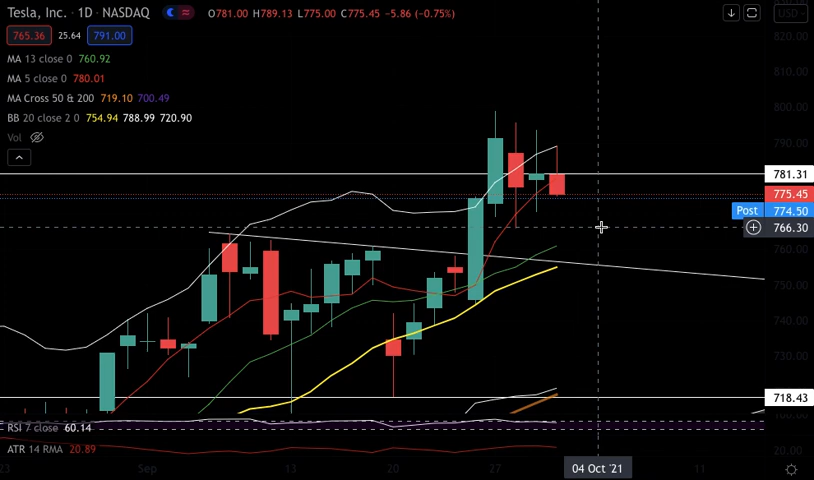 Tesla, Inc. · 1D · NASDAQ O781.00 H789.13 L775.00 C775.45 -5.86 (-0.75%) USD
765.36 25.64 791.00
MA 13 close 0 760.92
MA 5 close 0 780.01
MA Cross 50 & 200 719.10 700.49
BB 20 close 2 0 754.94 788.99 720.90
Vol
820.00
810.00
800.00
790.00
781.31
775.45
Post 774.50
766.30
760.00
750.00
740.00
730.00
718.43
RSI 7 close 60.14
ATR 14 RMA 20.89
20.00
23 Sep 13 20 27 04 Oct '21 11